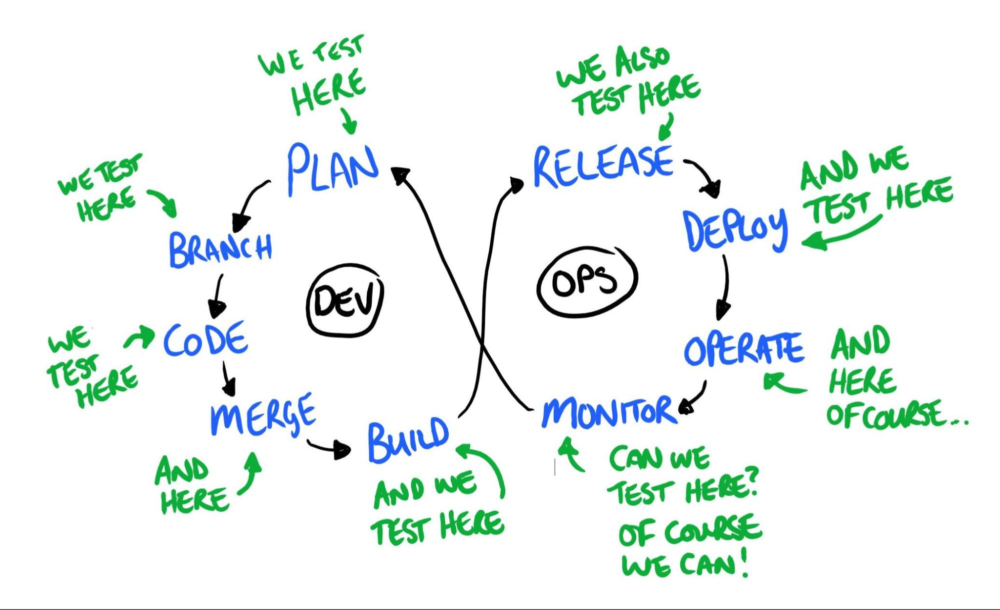 WE TEST
HERE
WE ALSO
TEST HERE
PLAN
RELEASE
WE TEST
HERE
AND WE
TEST HERE
BRANCH
DEPLOY
DEV
OPS
WE
TEST
HERE
CODE
OPERATE
AND
HERE
OF COURSE...
MERGE
BUILD
MONITOR
AND
HERE
AND WE
TEST HERE
CAN WE
TEST HERE?
OF COURSE
WE CAN!